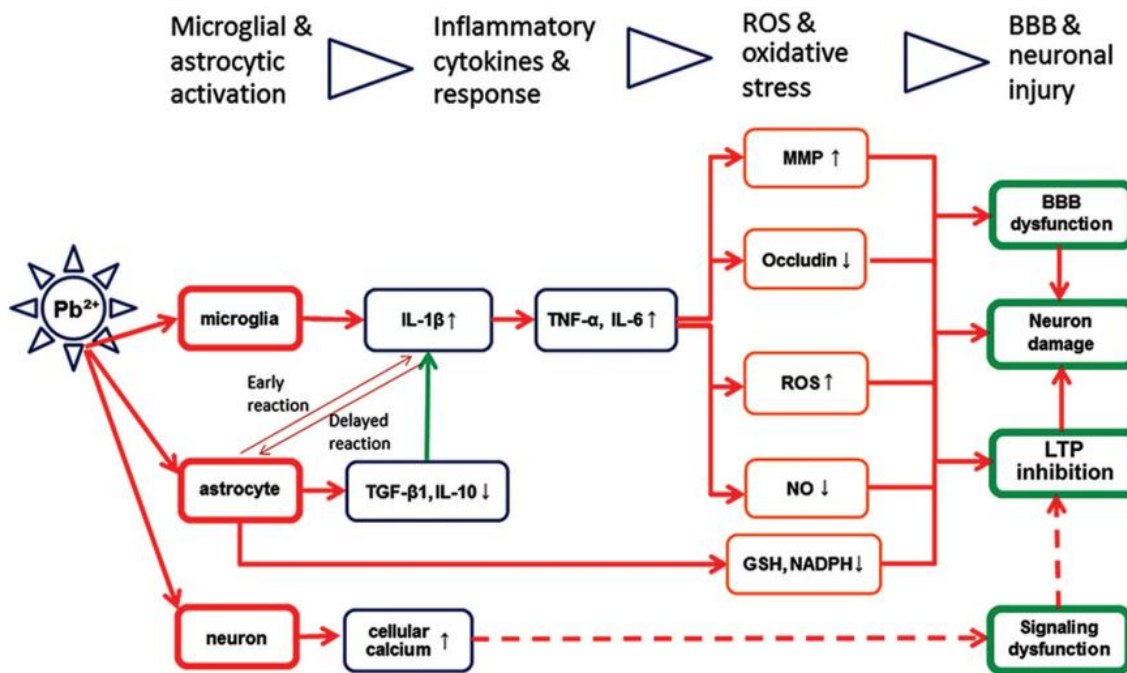 Microglial &
astrocytic
activation
Inflammatory
cytokines &
response
ROS &
oxidative
stress
BBB &
neuronal
injury
Pb²⁺
microglia
IL-1β ↑
TNF-α, IL-6 ↑
MMP ↑
Occludin ↓
ROS ↑
NO ↓
GSH, NADPH ↓
BBB
dysfunction
Neuron
damage
LTP
inhibition
Early
reaction
Delayed
reaction
astrocyte
TGF-β1, IL-10 ↓
neuron
cellular
calcium ↑
Signaling
dysfunction